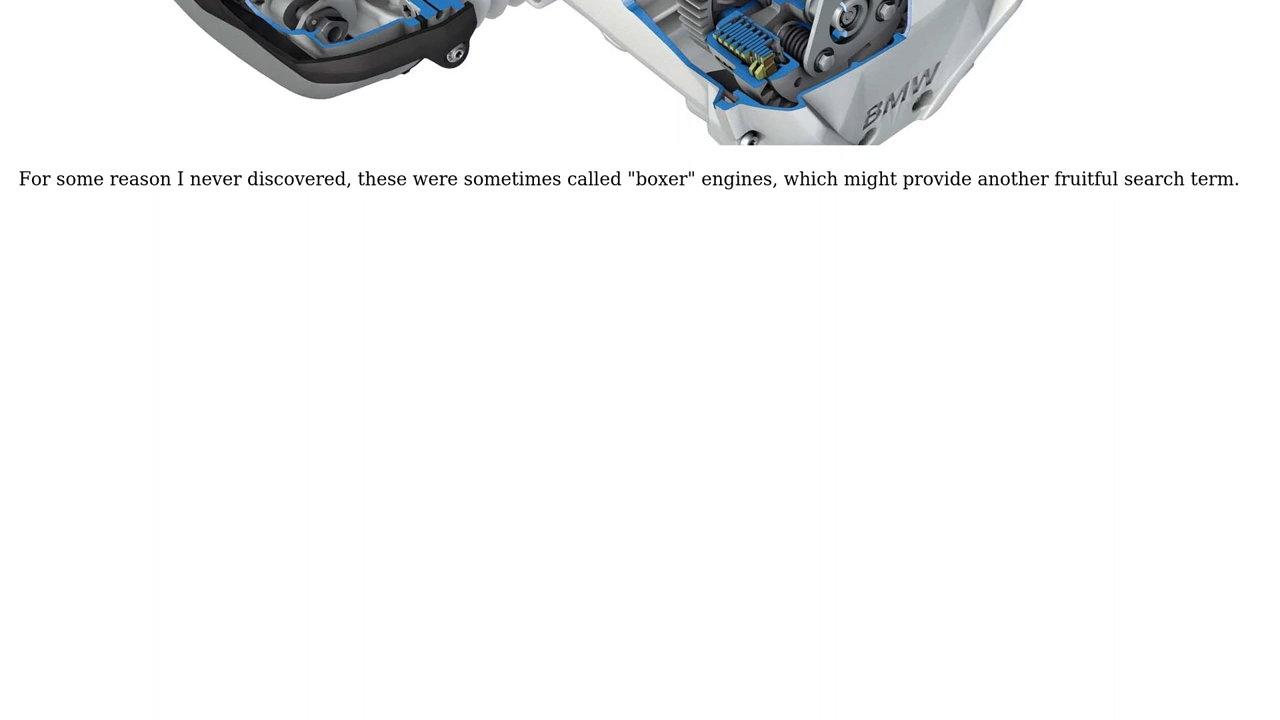 BMW
For some reason I never discovered, these were sometimes called "boxer" engines, which might provide another fruitful search term.